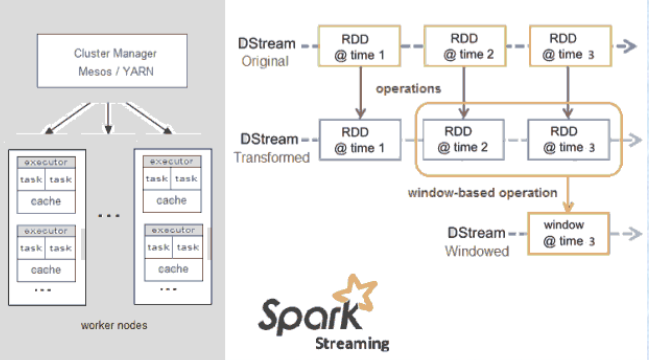 Cluster Manager
Mesos / YARN
executor
task task
cache
executor
task task
cache
...
...
executor
task task
cache
executor
task task
cache
...
worker nodes
DStream
Original
RDD
@ time 1
RDD
@ time 2
RDD
@ time 3
operations
DStream
Transformed
RDD
@ time 1
RDD
@ time 2
RDD
@ time 3
window-based operation
DStream
Windowed
window
@ time 3
Spark
Streaming